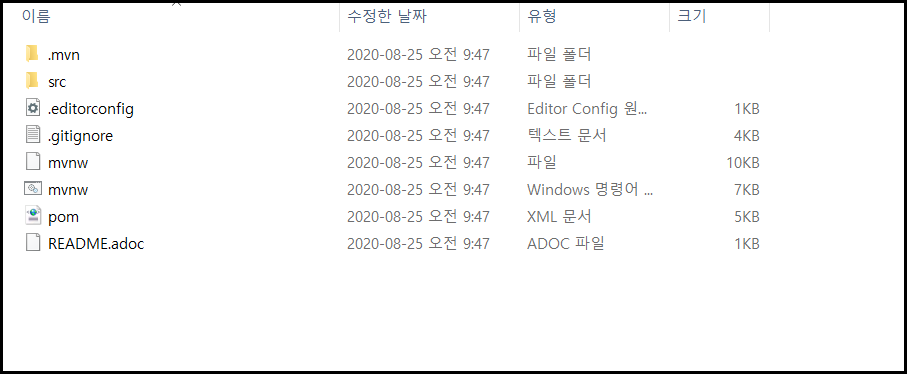 이름 수정한 날짜 유형 크기
.mvn 2020-08-25 오전 9:47 파일 폴더
src 2020-08-25 오전 9:47 파일 폴더
.editorconfig 2020-08-25 오전 9:47 Editor Config 원... 1KB
.gitignore 2020-08-25 오전 9:47 텍스트 문서 4KB
mvnw 2020-08-25 오전 9:47 파일 10KB
mvnw 2020-08-25 오전 9:47 Windows 명령어 ... 7KB
pom 2020-08-25 오전 9:47 XML 문서 5KB
README.adoc 2020-08-25 오전 9:47 ADOC 파일 1KB